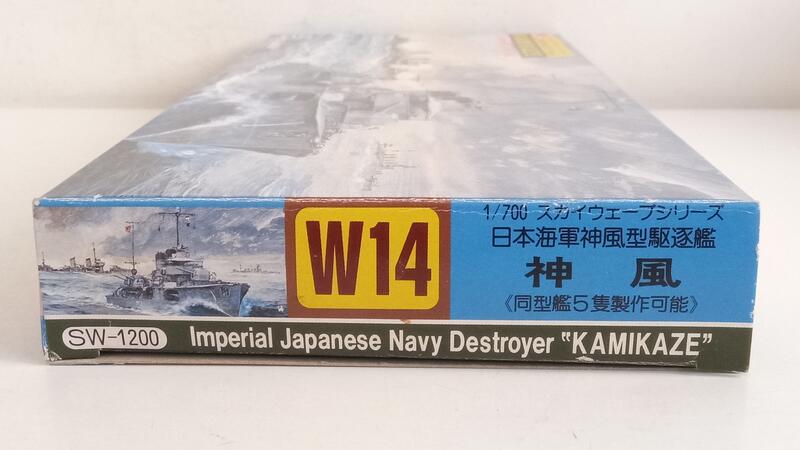 W14
1/700 スカイウェーブシリーズ
日本海軍神風型駆逐艦
神風
《同型艦5隻製作可能》
SW-1200 Imperial Japanese Navy Destroyer "KAMIKAZE"